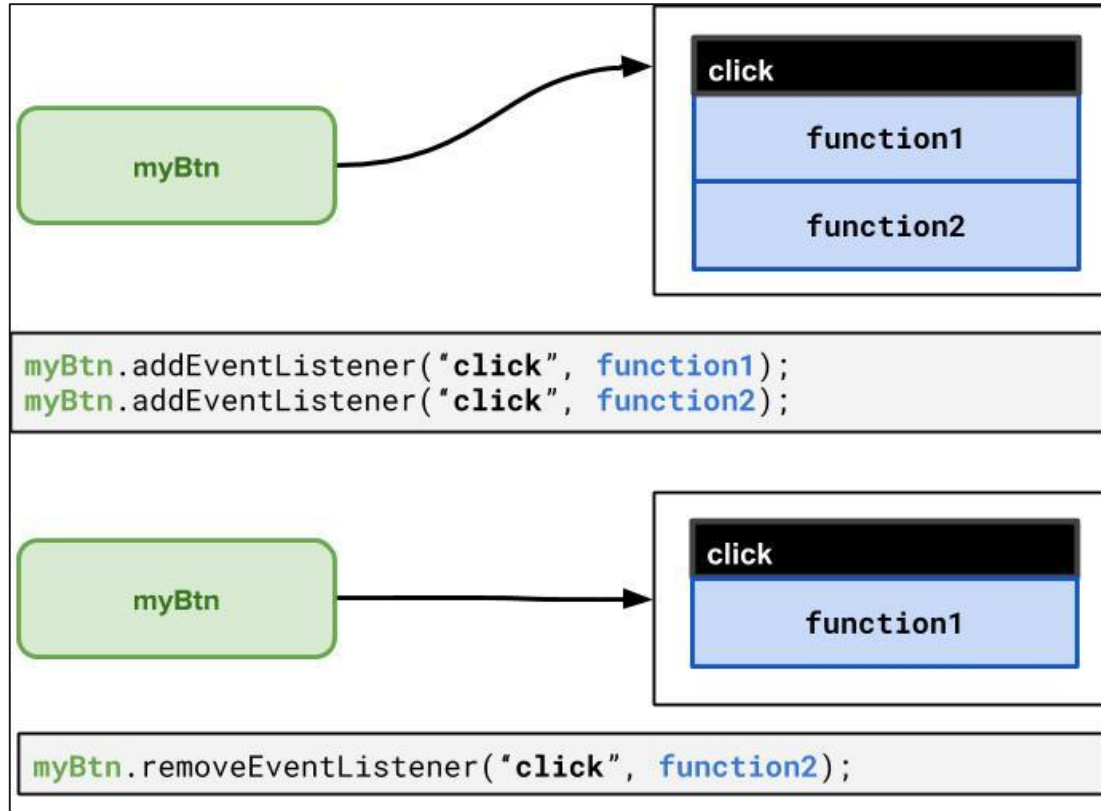 click
myBtn
function1
function2
myBtn.addEventListener(“click”, function1);
myBtn.addEventListener(“click”, function2);
click
myBtn
function1
myBtn.removeEventListener(“click”, function2);